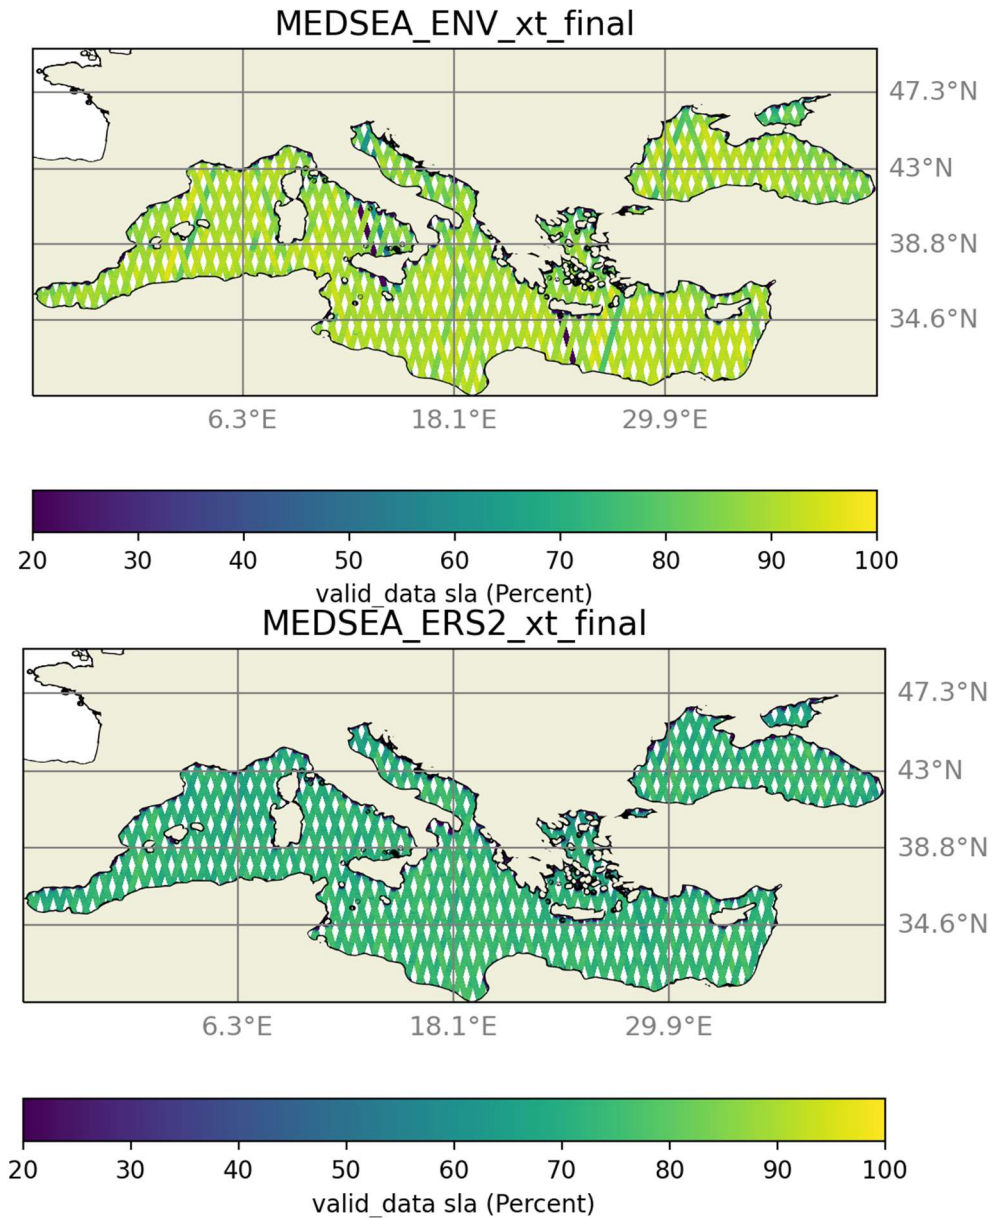 MEDSEA_ENV_xt_final
47.3°N
43°N
38.8°N
34.6°N
6.3°E 18.1°E 29.9°E
20 30 40 50 60 70 80 90 100
valid_data sla (Percent)
MEDSEA_ERS2_xt_final
47.3°N
43°N
38.8°N
34.6°N
6.3°E 18.1°E 29.9°E
20 30 40 50 60 70 80 90 100
valid_data sla (Percent)